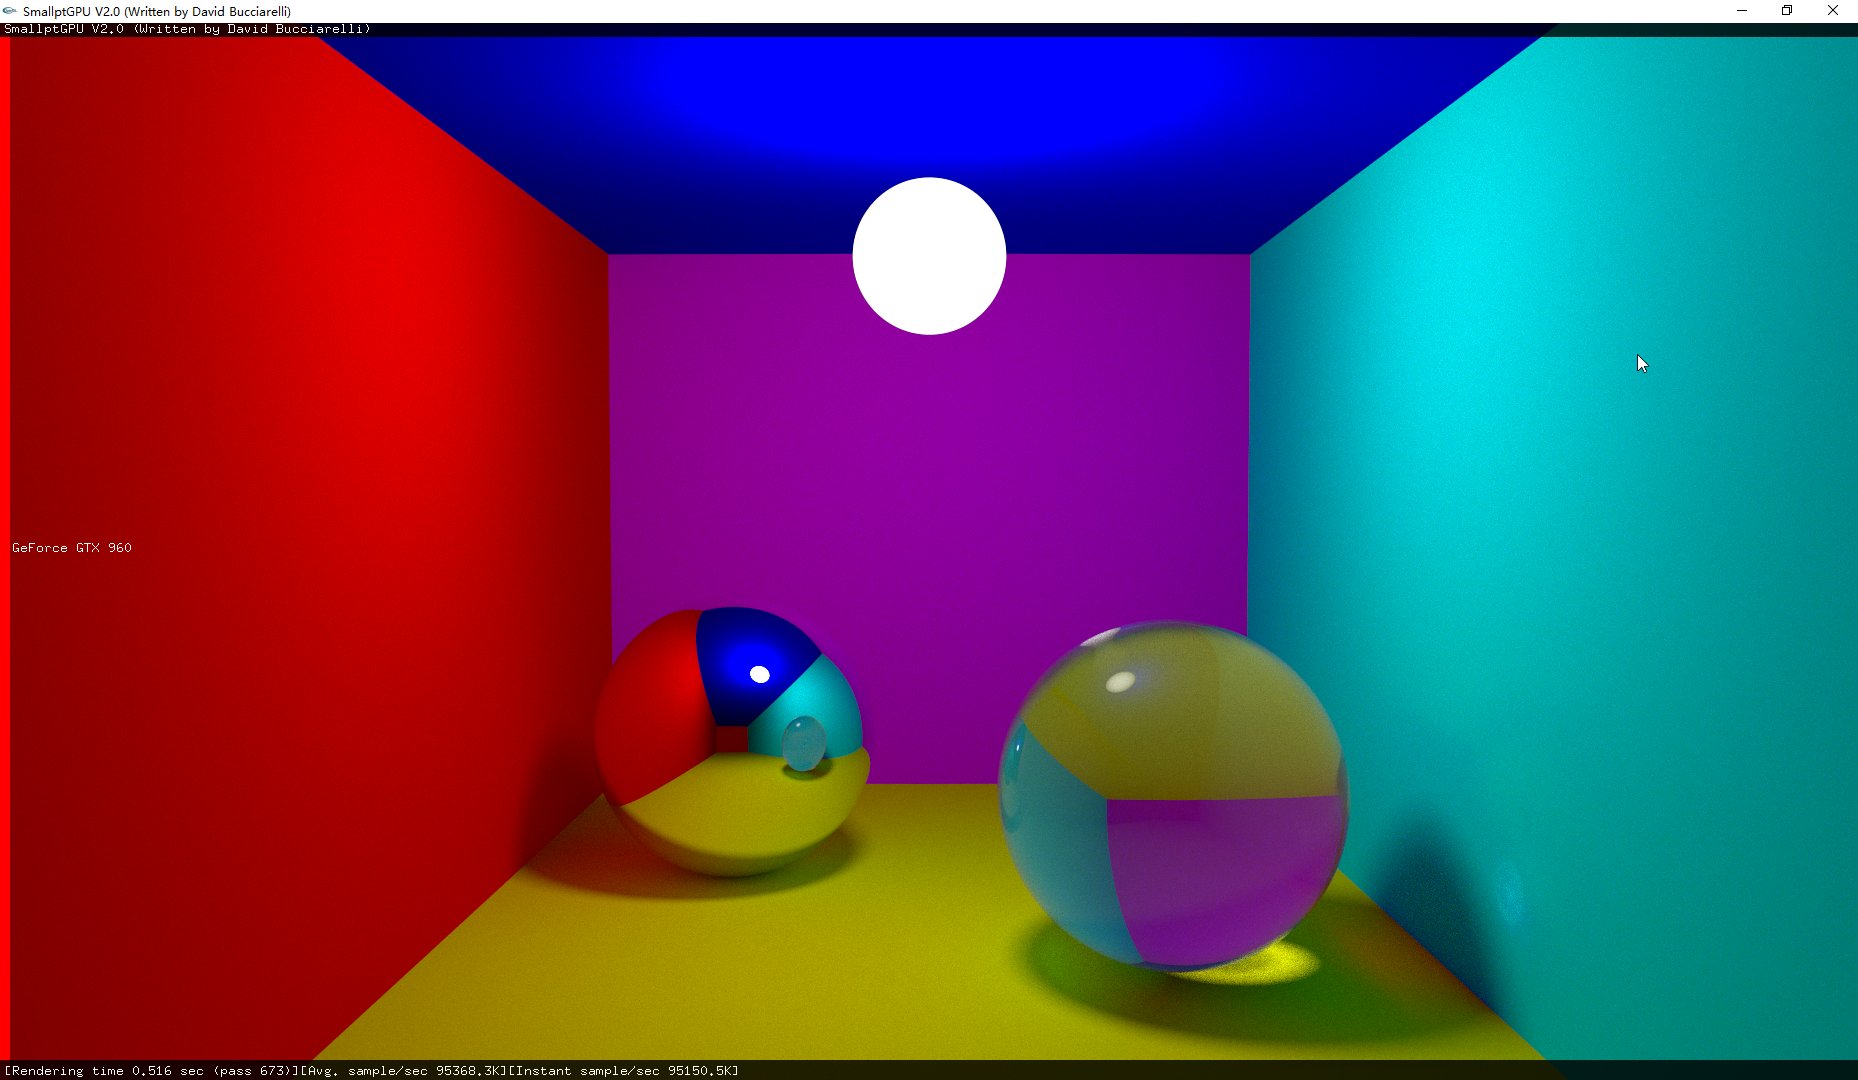 SmallptGPU V2.0 (Written by David Bucciarelli)
SmallptGPU V2.0 (Written by David Bucciarelli)
GeForce GTX 960
[Rendering time 0.516 sec (pass 673)][Avg. sample/sec 95368.3K][Instant sample/sec 95150.5K]